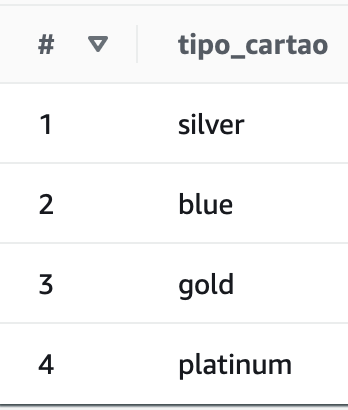 # tipo_cartao
1 silver
2 blue
3 gold
4 platinum